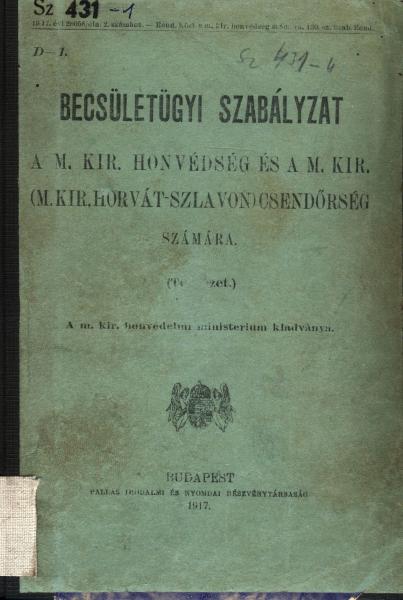 Sz 431 -1
D-1.
Sz 431-4
BECSÜLETÜGYI SZABÁLYZAT
A M. KIR. HONVÉDSÉG ÉS A M. KIR.
(M. KIR. HORVÁT-SZLAVON) CSENDŐRSÉG
SZÁMÁRA.
A m. kir. honvédelmi ministerium kiadványa.
BUDAPEST
PALLAS IRODALMI ÉS NYOMDAI RÉSZVÉNYTÁRSASÁG
1917.